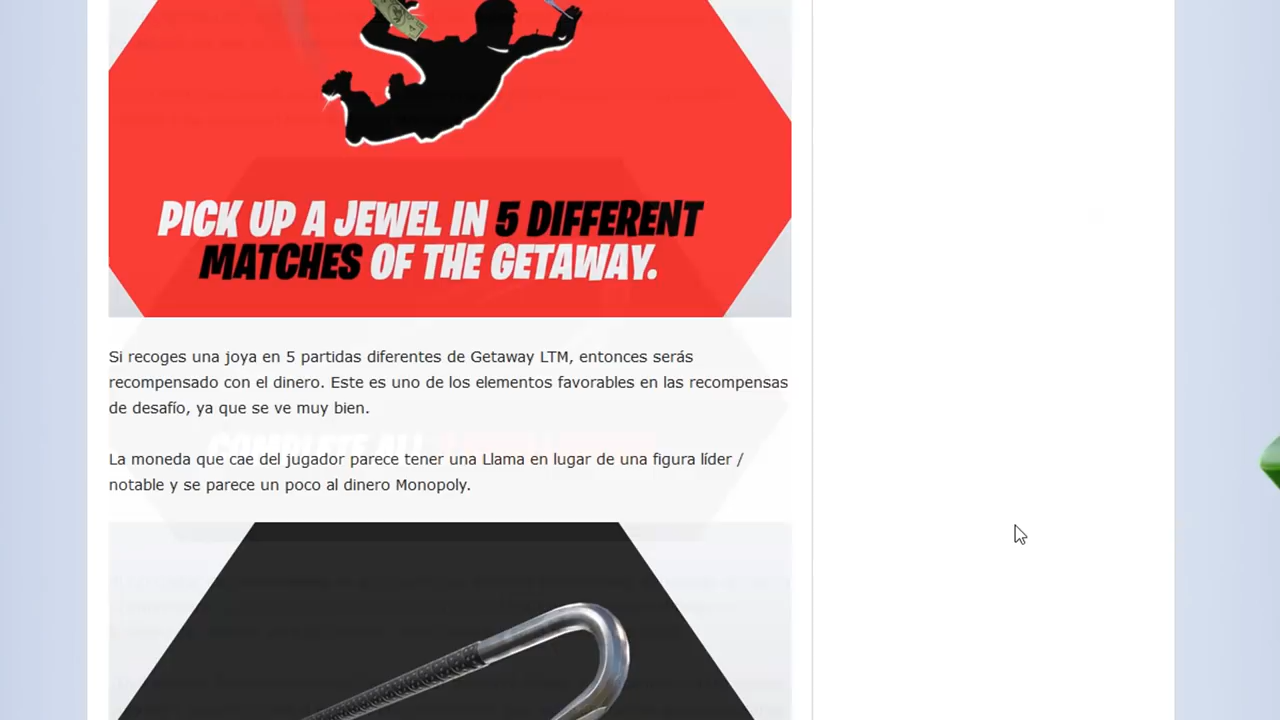 PICK UP A JEWEL IN 5 DIFFERENT
MATCHES OF THE GETAWAY.
Si recoges una joya en 5 partidas diferentes de Getaway LTM, entonces serás
recompensado con el dinero. Este es uno de los elementos favorables en las recompensas
de desafío, ya que se ve muy bien.
COMPLETE ALL
La moneda que cae del jugador parece tener una Llama en lugar de una figura líder /
notable y se parece un poco al dinero Monopoly.